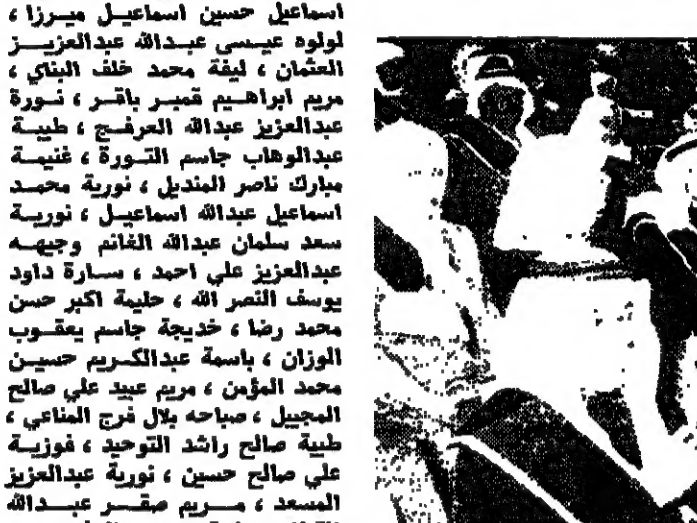 اسماعيل حسين اسماعيل ميرزا ،
لولوه عيسى عبدالله عبدالعزيز
العثمان ، ليفة محمد خلف البناي ،
مريم ابراهيم قمبر باقر ، نورة
عبدالعزيز عبدالله العرفج ، طيبة
عبدالوهاب جاسم التورة ، غنيمة
مبارك ناصر المنديل ، نورية محمد
اسماعيل عبدالله اسماعيل ، نورية
سعد سلمان عبدالله الغانم وجيهه
عبدالعزيز علي احمد ، سارة داود
يوسف النصر الله ، حليمة اكبر حسن
محمد رضا ، خديجة جاسم يعقوب
الوزان ، باسمة عبدالكريم حسين
محمد المؤمن ، مريم عبيد علي صالح
المجيبل ، صباحه بلال فرج المناعي ،
طيبة صالح راشد التوحيد ، فوزية
علي صالح حسين ، نورية عبدالعزيز
المسعد ، مريم صقر عبدالله